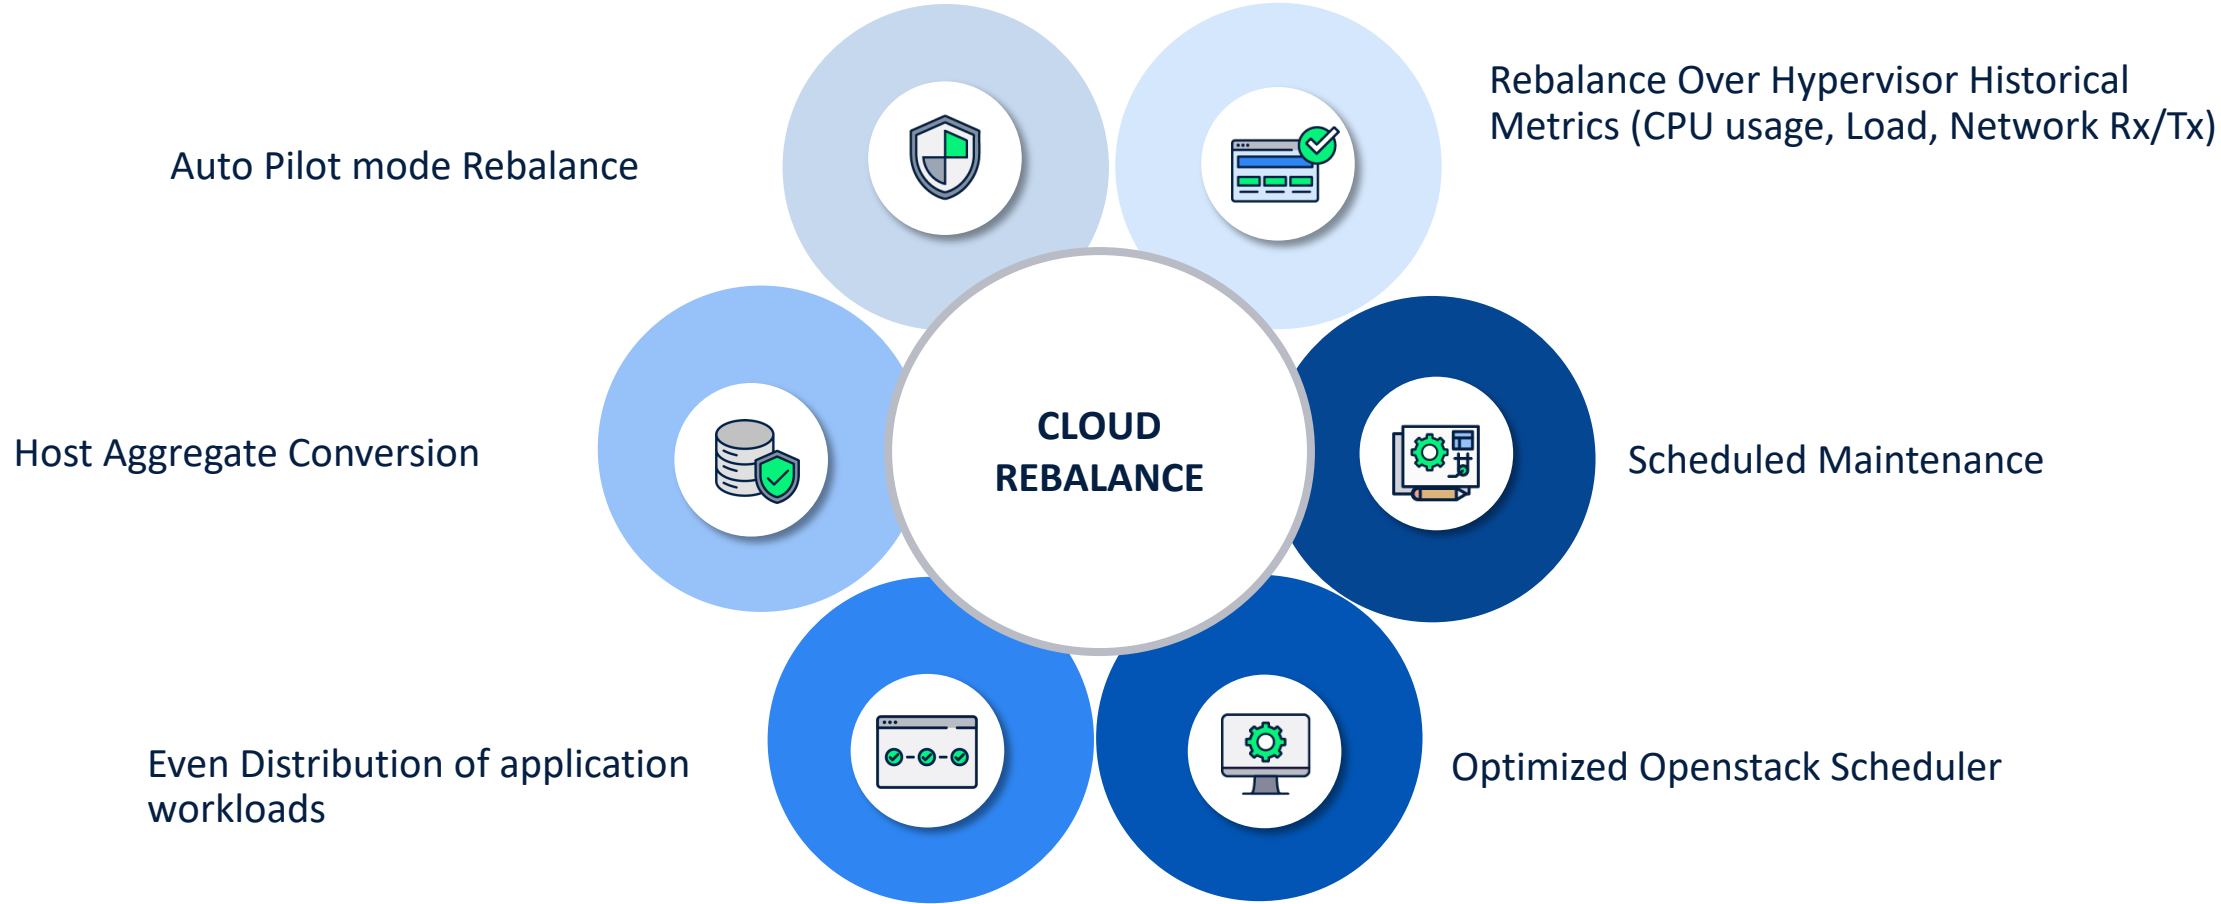 Auto Pilot mode Rebalance
Rebalance Over Hypervisor Historical
Metrics (CPU usage, Load, Network Rx/Tx)
Host Aggregate Conversion
CLOUD
REBALANCE
Scheduled Maintenance
Even Distribution of application
workloads
Optimized Openstack Scheduler